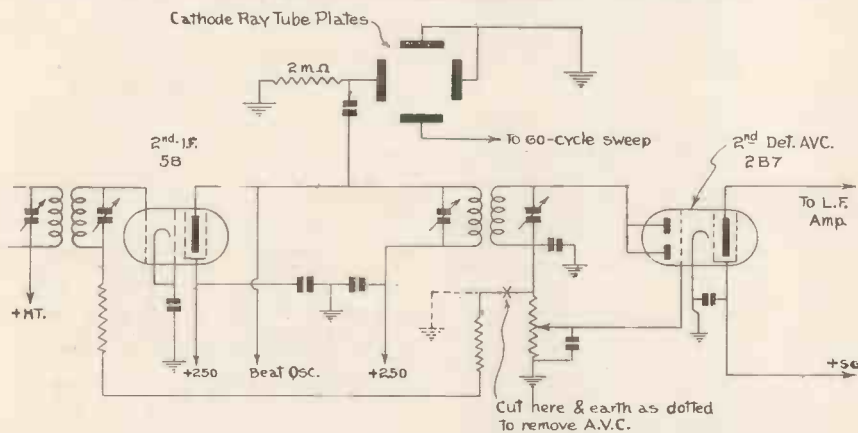 Cathode Ray Tube Plates
2mΩ
To 60-cycle sweep
2nd. I.F.
58
2nd Det. AVC.
2B7
To L.F.
Amp.
+HT.
+250
Beat Osc.
+250
+SG
Cut here & earth as dotted
to remove A.V.C.